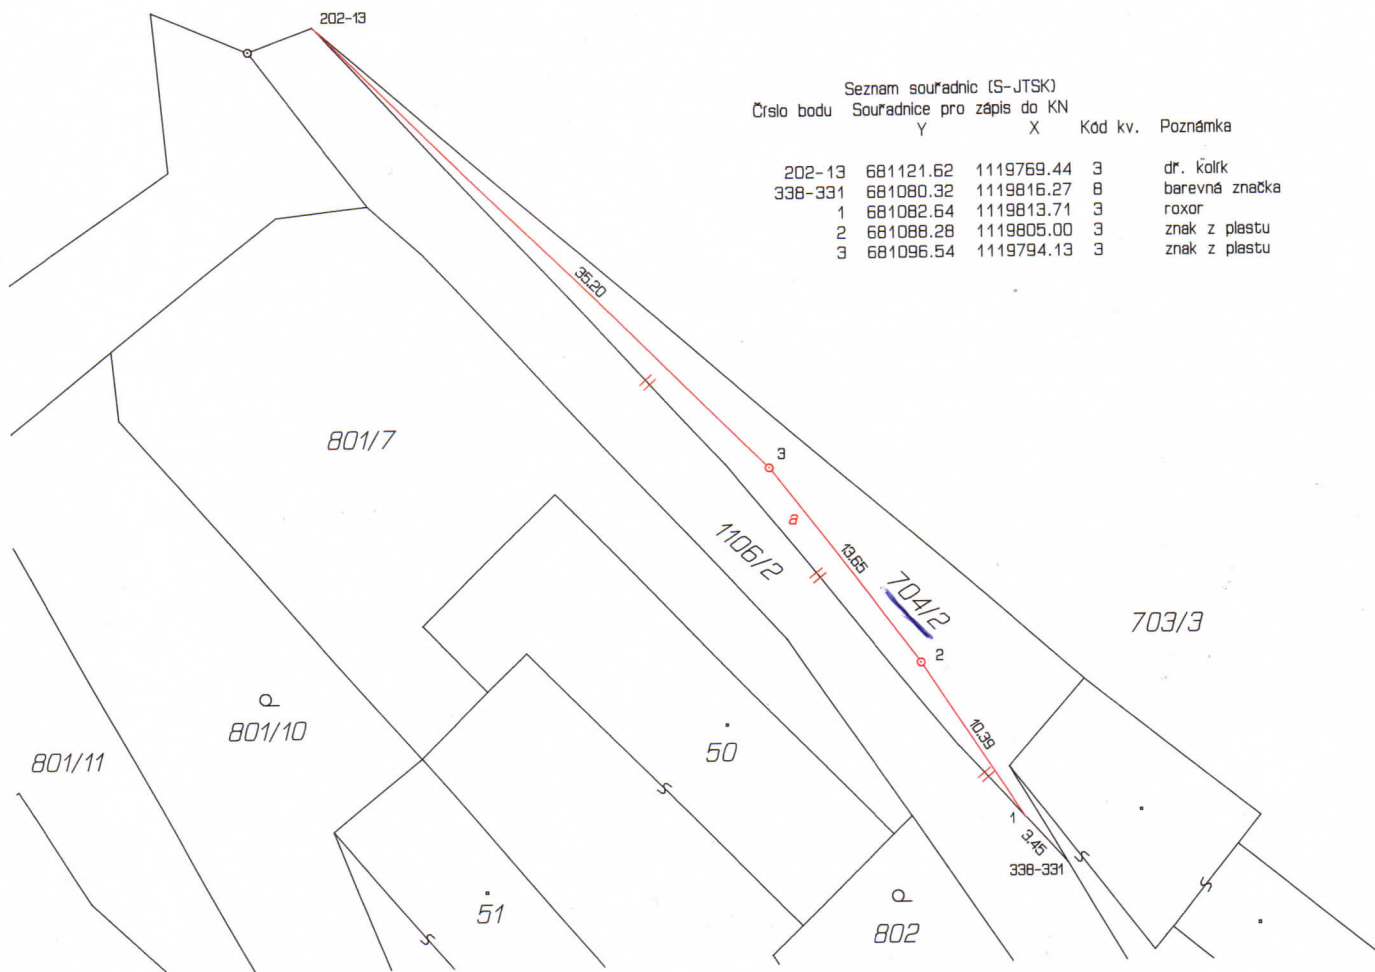 202-13
Seznam souřadnic (S-JTSK)
Číslo bodu Souřadnice pro zápis do KN
Y X Kód kv. Poznámka
202-13 681121.62 1119769.44 3 dř. kolík
338-331 681080.32 1119816.27 8 barevná značka
1 681082.64 1119813.71 3 roxor
2 681088.28 1119805.00 3 znak z plastu
3 681096.54 1119794.13 3 znak z plastu
35.20
801/7
3
a
1106/2
13.65
704/2
703/3
2
801/10
801/11
50
10.39
1
3.45
338-331
51
802